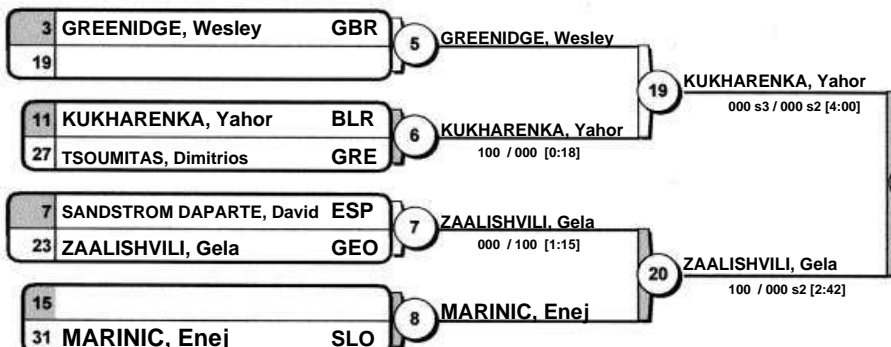 3 GREENIDGE, Wesley GBR
19
5
GREENIDGE, Wesley
11 KUKHARENKA, Yahor BLR
27 TSOUMITAS, Dimitrios GRE
6
KUKHARENKA, Yahor
100 / 000 [0:18]
19
KUKHARENKA, Yahor
000 s3 / 000 s2 [4:00]
7 SANDSTROM DAPARTE, David ESP
23 ZAALISHVILI, Gela GEO
7
ZAALISHVILI, Gela
000 / 100 [1:15]
15
31 MARINIC, Enej SLO
8
MARINIC, Enej
20
ZAALISHVILI, Gela
100 / 000 s2 [2:42]